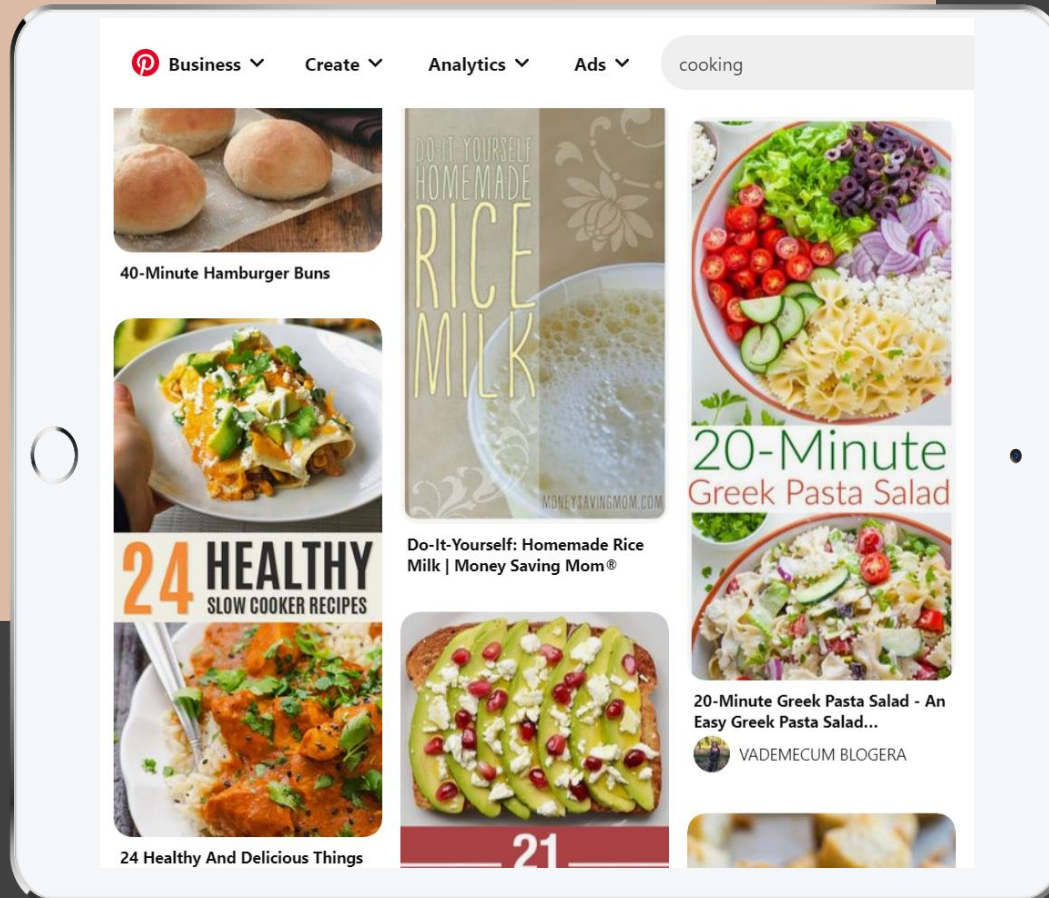 Business
Create
Analytics
Ads
cooking
40-Minute Hamburger Buns
24 HEALTHY
SLOW COOKER RECIPES
24 Healthy And Delicious Things
DO-IT-YOURSELF
HOMEMADE
RICE
MILK
MONEYSAVINGMOM.COM
Do-It-Yourself: Homemade Rice
Milk | Money Saving Mom®
21
20-Minute
Greek Pasta Salad
20-Minute Greek Pasta Salad - An
Easy Greek Pasta Salad...
VADEMECUM BLOGERA